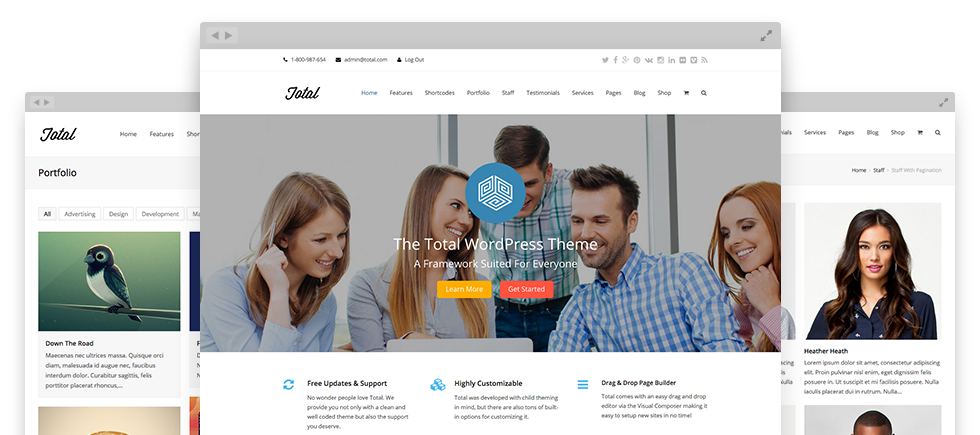 1-800-987-654 admin@total.com Log Out
Total
Home Features Shortcodes Portfolio Staff Testimonials Services Pages Blog Shop
The Total WordPress Theme
A Framework Suited For Everyone
Learn More Get Started
Free Updates & Support
No wonder people love Total. We
provide you not only with a clean and
well coded theme but also the support
you deserve.
Highly Customizable
Total was developed with child theming
in mind, but there are also tons of built-
in options for customizing it.
Drag & Drop Page Builder
Total comes with an easy drag and drop
editor via the Visual Composer making it
easy to setup new sites in no time!
Total
Home Features Shor
Portfolio
All Advertising Design Development Ma
Down The Road
Maecenas nec ultrices massa. Quisque orci
diam, malesuada id augue nec, faucibus
interdum dolor. Curabitur sagittis, felis
porttitor placerat rhoncus,...
Services Pages Blog Shop
Home Staff Staff With Pagination
Heather Heath
Lorem ipsum dolor sit amet, consectetur adipiscing
elit. Proin pulvinar nisl enim, eget dignissim felis
posuere in. Ut suscipit et mi facilisis posuere. Nulla
iaculis placerat dui in rutrum. Nulla...